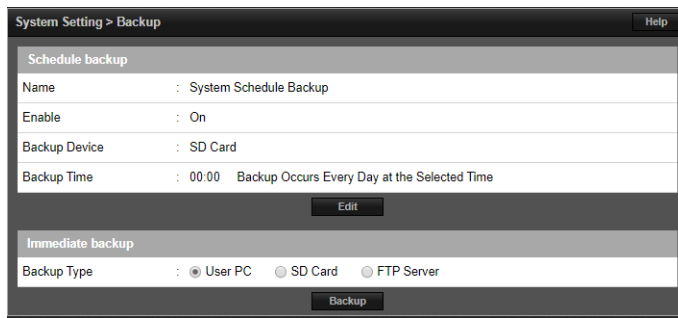 System Setting > Backup Help
Schedule backup
Name : System Schedule Backup
Enable : On
Backup Device : SD Card
Backup Time : 00:00 Backup Occurs Every Day at the Selected Time
Edit
Immediate backup
Backup Type : User PC SD Card FTP Server
Backup